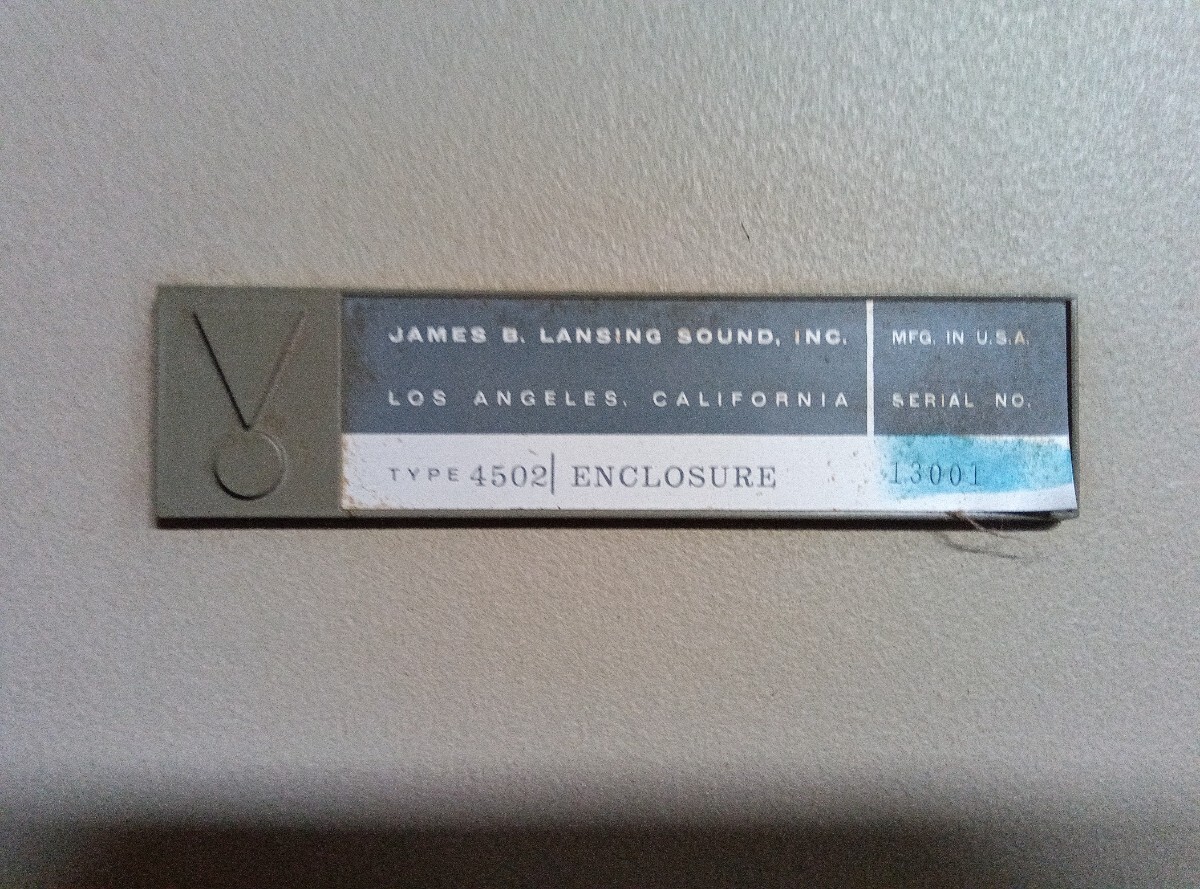 JAMES B. LANSING SOUND, INC.
LOS ANGELES, CALIFORNIA
MFG. IN U.S.A.
SERIAL NO.
TYPE 4502| ENCLOSURE
13001